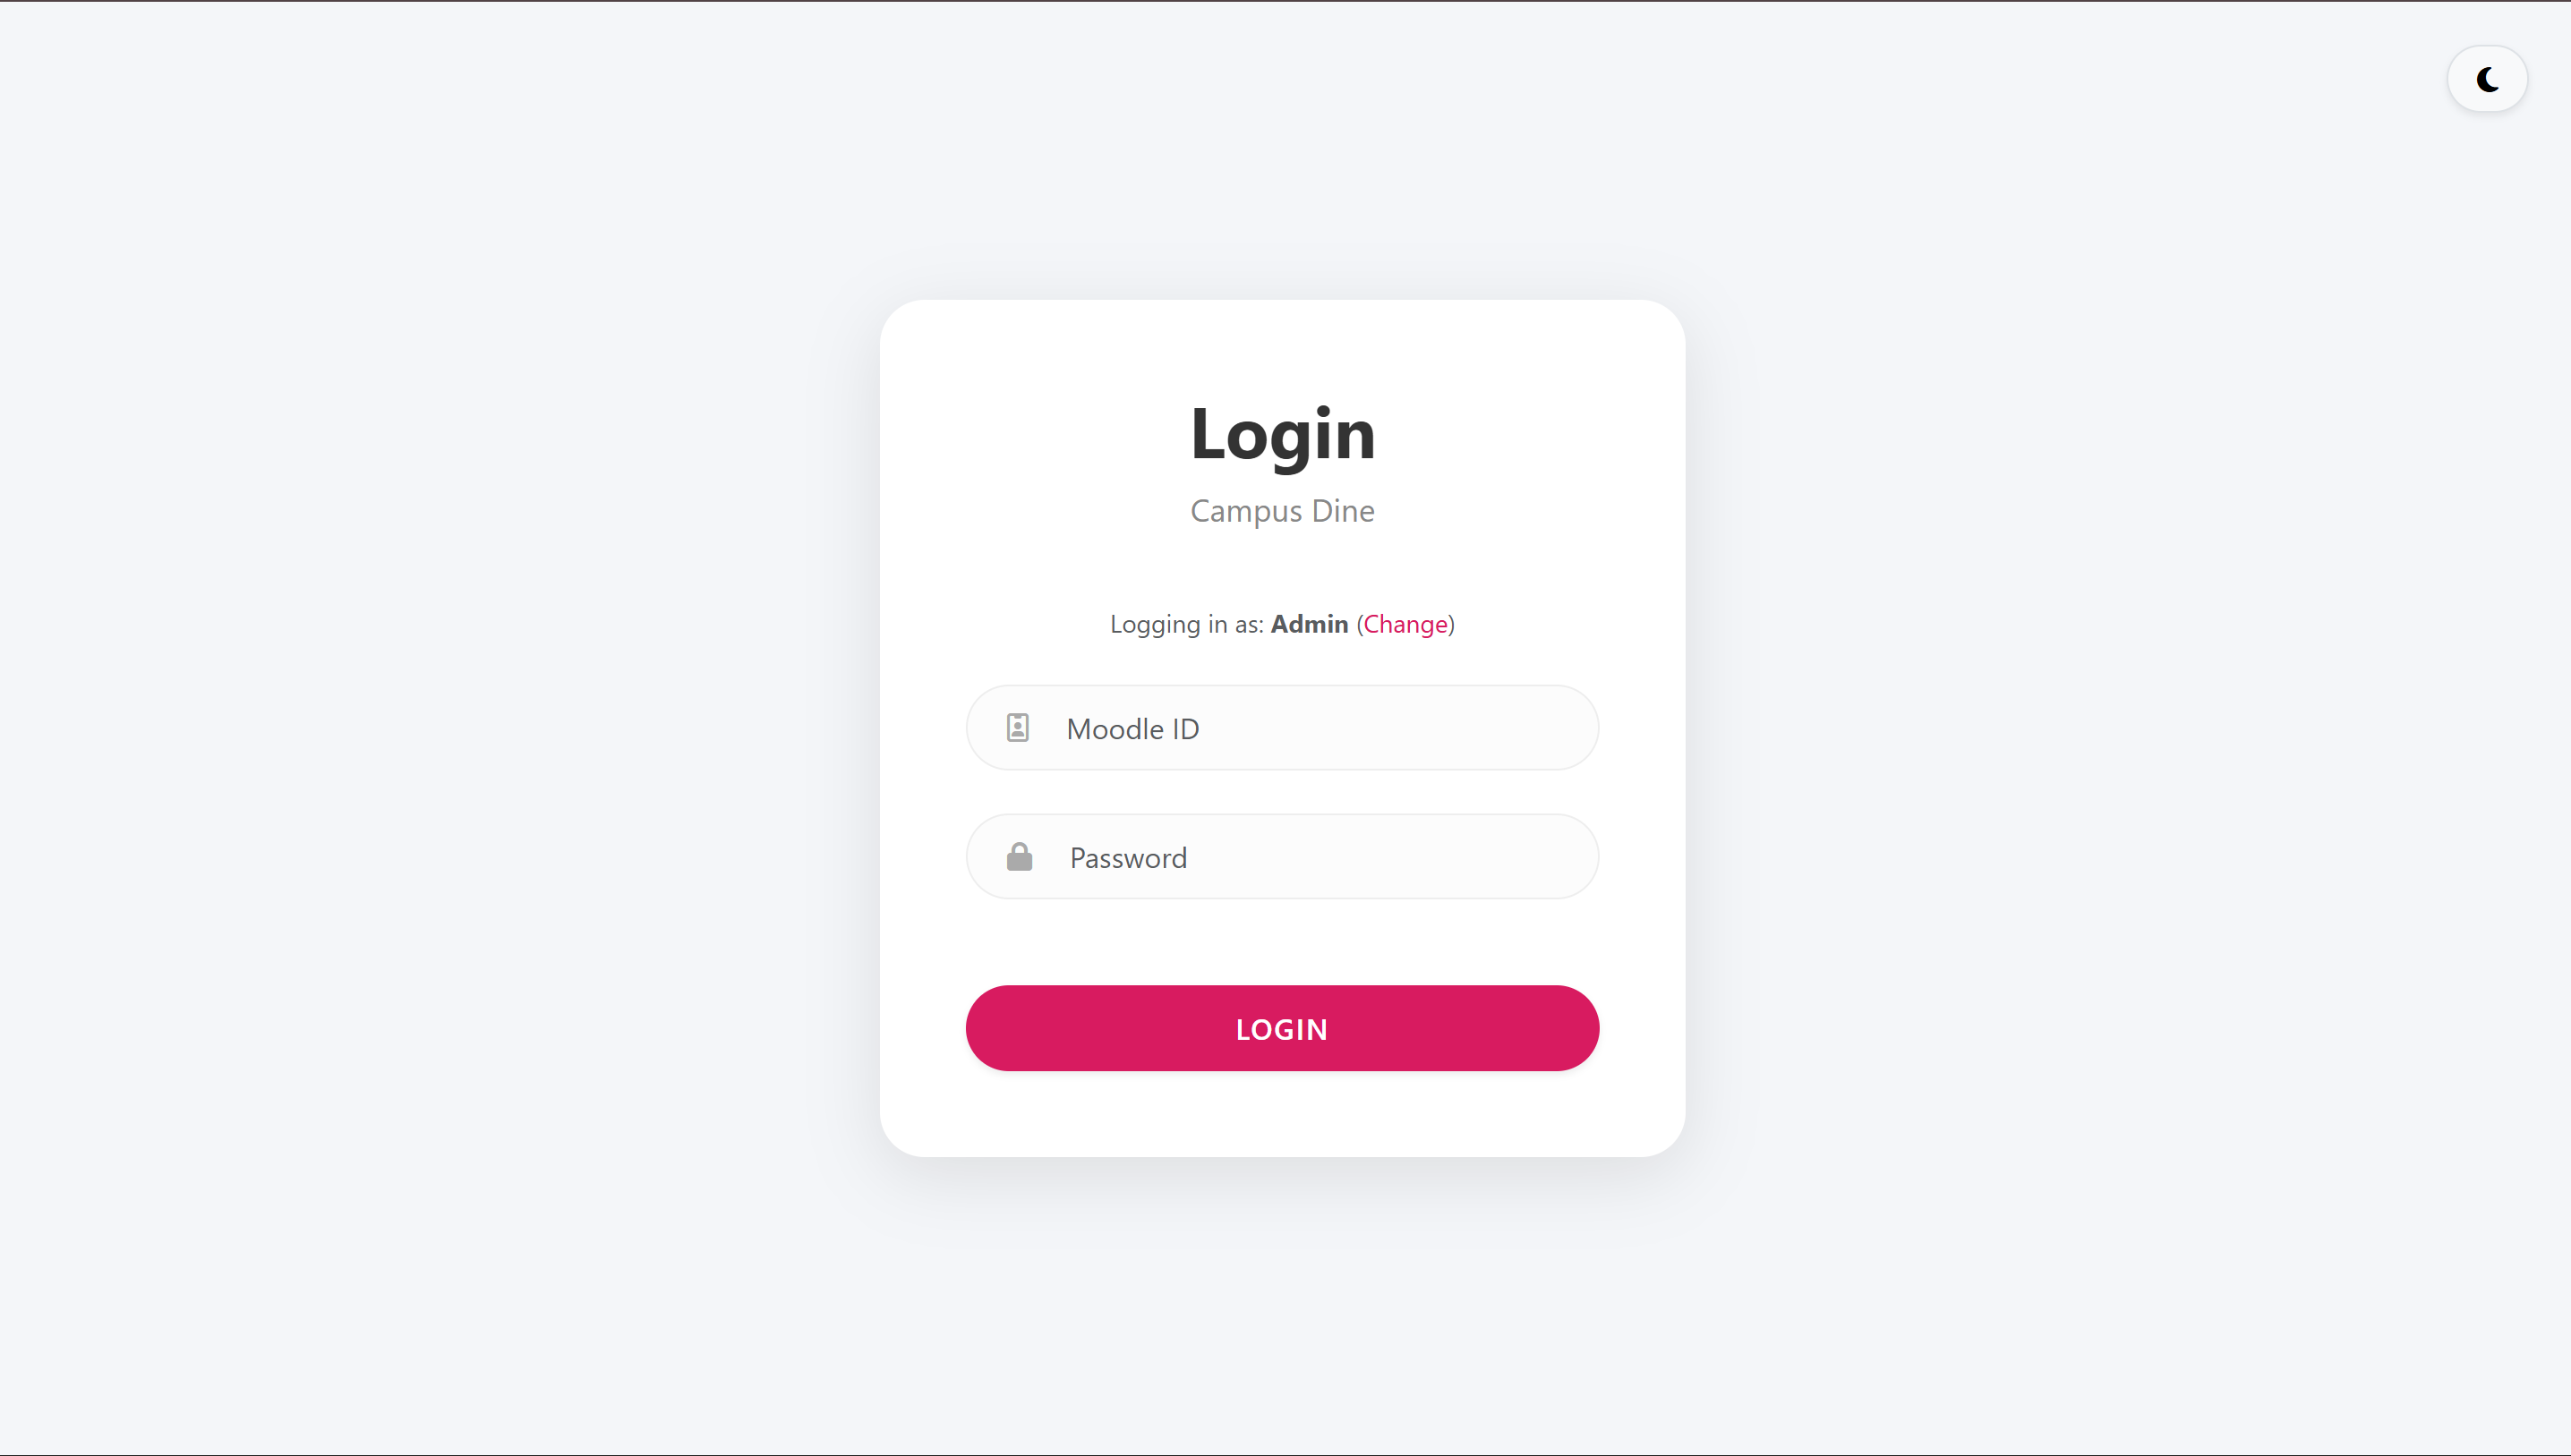 Login
Campus Dine
Logging in as: Admin (Change)
Moodle ID
Password
LOGIN